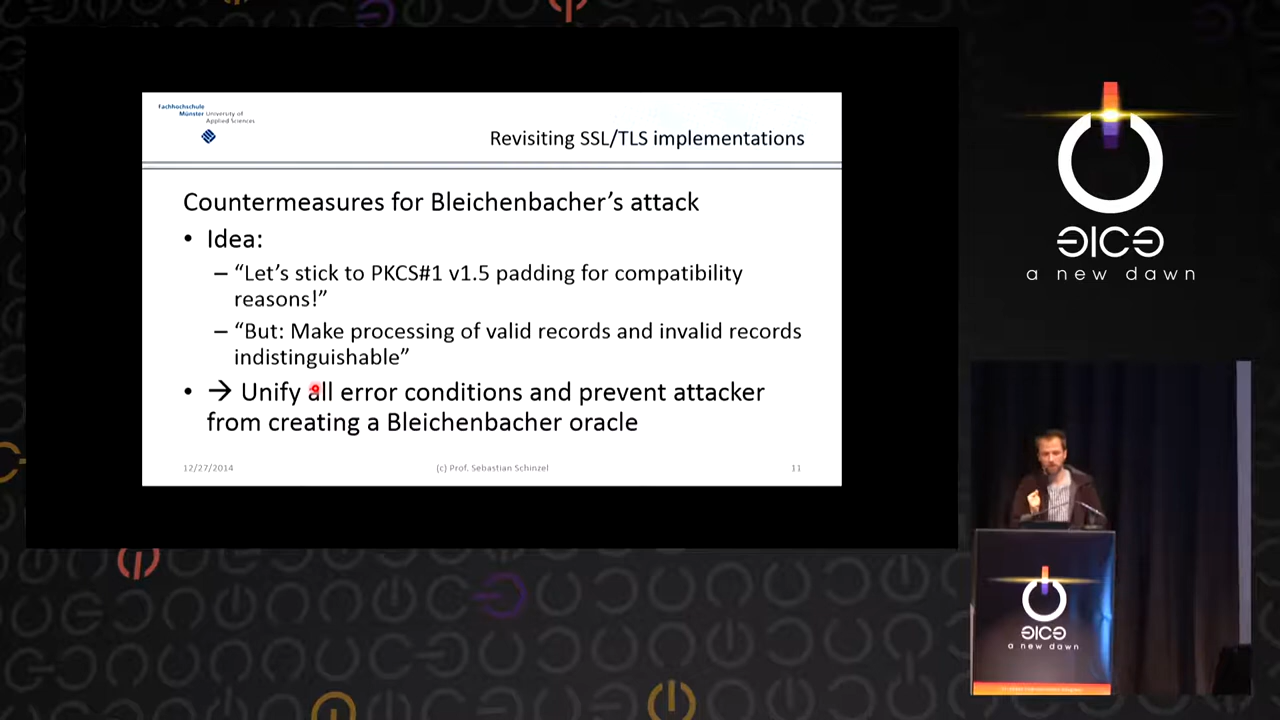 Fachhochschule
Münster University of
Applied Sciences
Revisiting SSL/TLS implementations
Countermeasures for Bleichenbacher’s attack
• Idea:
– “Let’s stick to PKCS#1 v1.5 padding for compatibility
reasons!”
– “But: Make processing of valid records and invalid records
indistinguishable”
• → Unify all error conditions and prevent attacker
from creating a Bleichenbacher oracle
12/27/2014
(c) Prof. Sebastian Schinzel
11
a new dawn
a new dawn